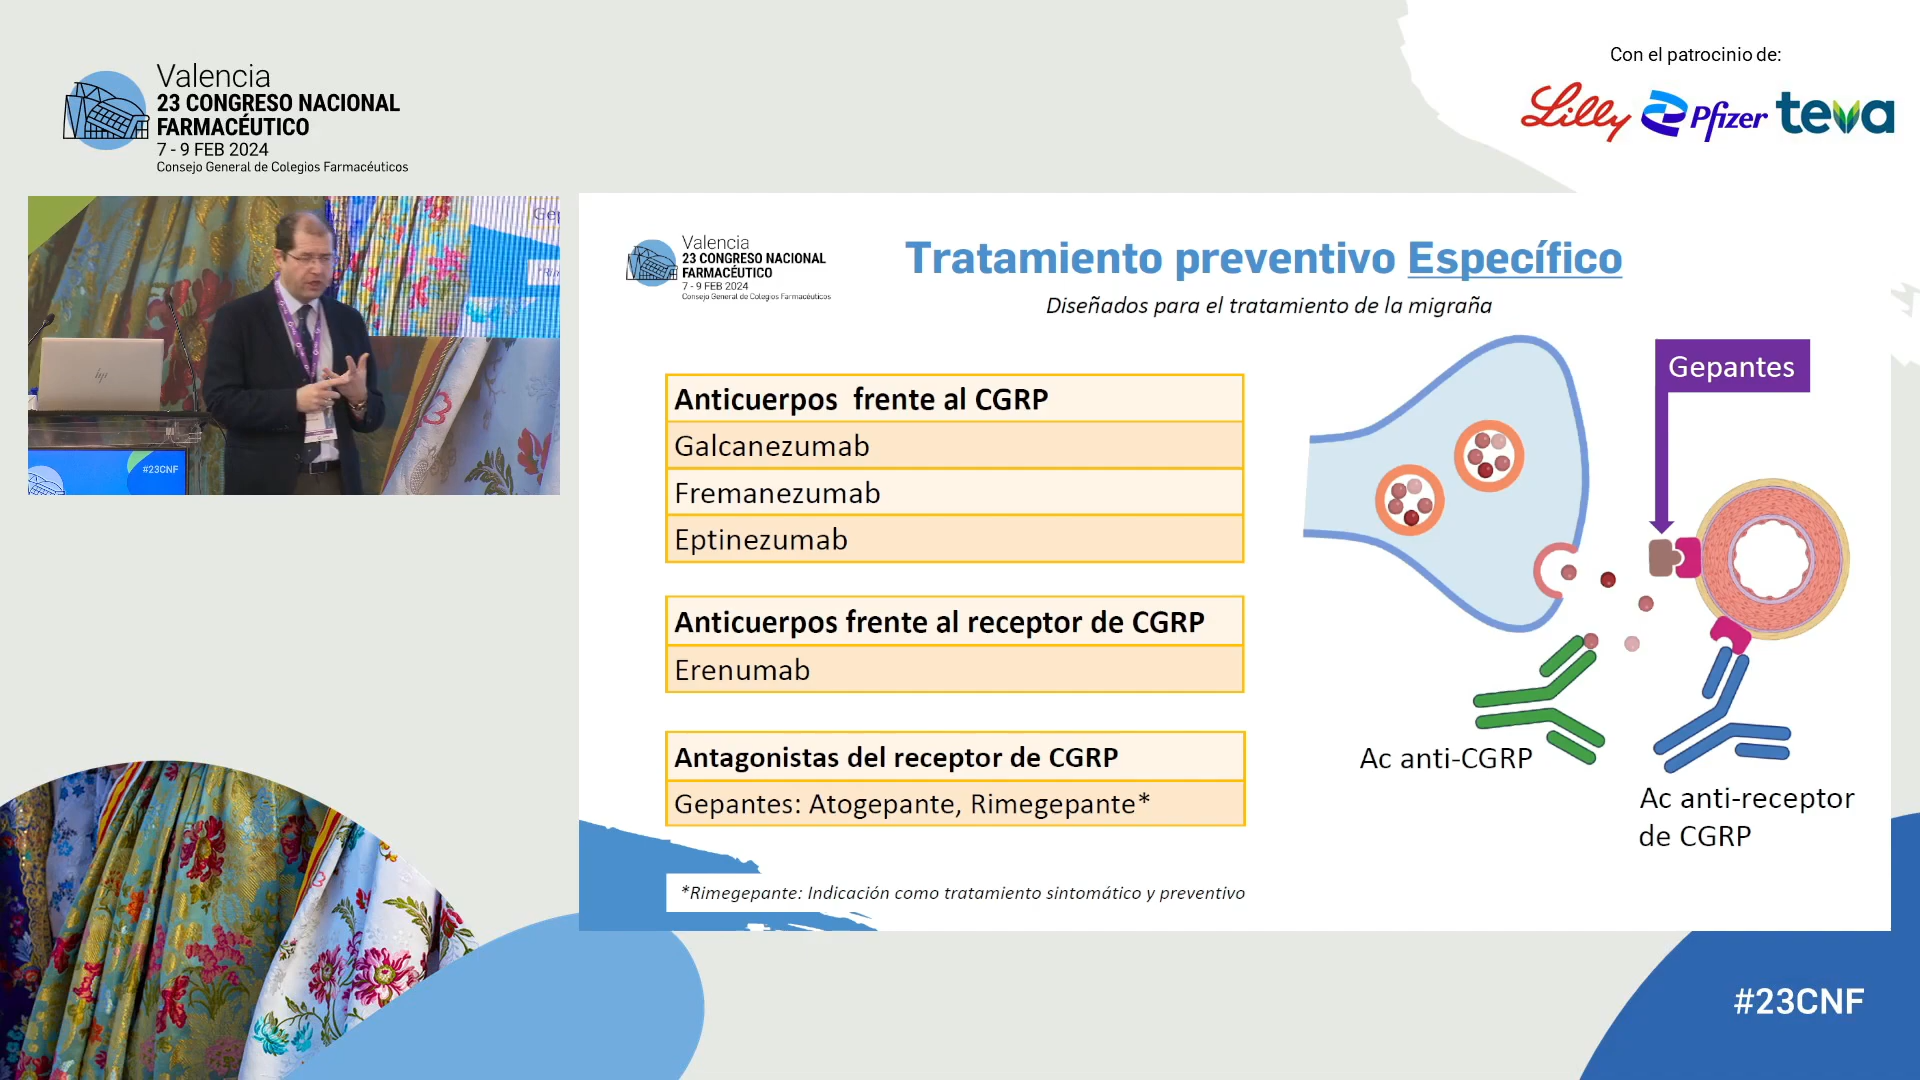 Valencia
23 CONGRESO NACIONAL
FARMACÉUTICO
7 - 9 FEB 2024
Consejo General de Colegios Farmacéuticos
Con el patrocinio de:
Lilly Pfizer teva
#23CNF
Valencia
23 CONGRESO NACIONAL
FARMACÉUTICO
7 - 9 FEB 2024
Consejo General de Colegios Farmacéuticos
Tratamiento preventivo Específico
Diseñados para el tratamiento de la migraña
Anticuerpos frente al CGRP
Galcanezumab
Fremanezumab
Eptinezumab
Anticuerpos frente al receptor de CGRP
Erenumab
Antagonistas del receptor de CGRP
Gepantes: Atogepante, Rimegepante*
*Rimegepante: Indicación como tratamiento sintomático y preventivo
Gepantes
Ac anti-CGRP
Ac anti-receptor
de CGRP
#23CNF